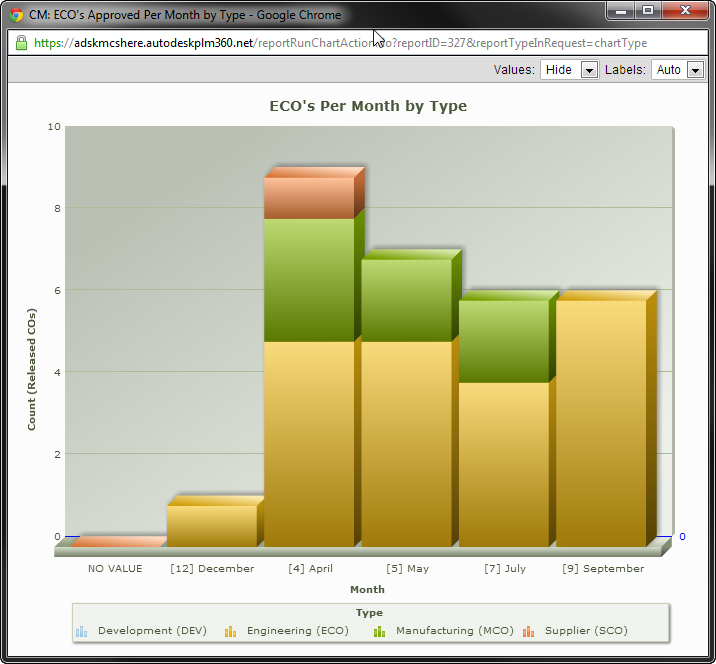 CM: ECO's Approved Per Month by Type - Google Chrome
https://adskmcshere.autodeskplm360.net/reportRunChartAction.do?reportID=327&reportTypeInRequest=chartType
Values: Hide Labels: Auto
ECO's Per Month by Type
10
8
6
4
2
0
0
Count (Released COs)
NO VALUE [12] December [4] April [5] May [7] July [9] September
Month
Type
Development (DEV) Engineering (ECO) Manufacturing (MCO) Supplier (SCO)